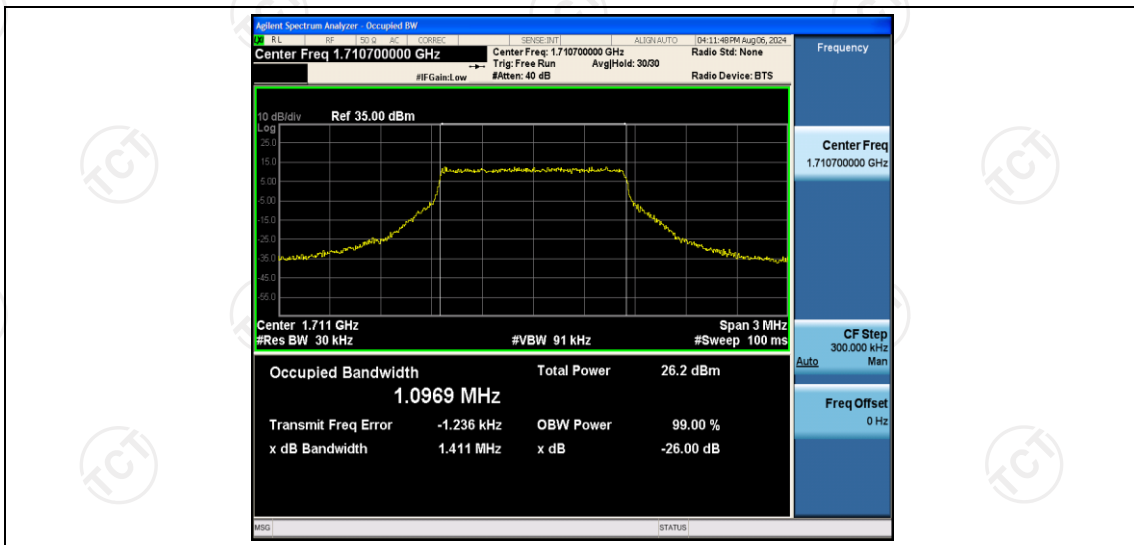 Agilent Spectrum Analyzer - Occupied BW
RL RF 50 Ω AC CORREC SENSE:INT ALIGN AUTO 04:11:48 PM Aug 06, 2024
Center Freq 1.710700000 GHz
Center Freq: 1.710700000 GHz
Radio Std: None
Trig: Free Run Avg|Hold: 30/30
#IFGain:Low
#Atten: 40 dB
Radio Device: BTS
Frequency
10 dB/div Ref 35.00 dBm
Log
25.0
15.0
5.00
-5.00
-15.0
-25.0
-35.0
-45.0
-55.0
Center 1.711 GHz Span 3 MHz
#Res BW 30 kHz #VBW 91 kHz #Sweep 100 ms
Center Freq
1.710700000 GHz
CF Step
300.000 kHz
Auto Man
Freq Offset
0 Hz
Occupied Bandwidth Total Power 26.2 dBm
1.0969 MHz
Transmit Freq Error -1.236 kHz OBW Power 99.00 %
x dB Bandwidth 1.411 MHz x dB -26.00 dB
MSG STATUS
TCT
TCT
TCT
TCT